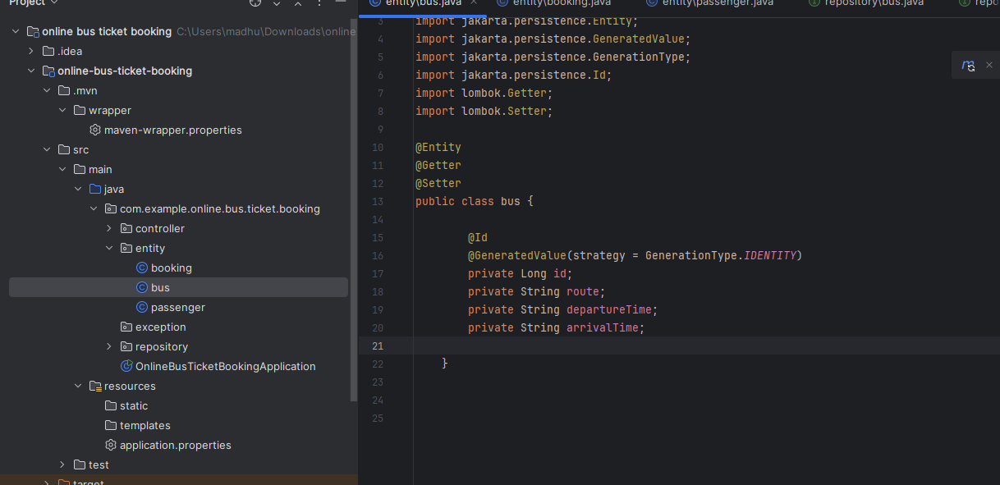 Project
online bus ticket booking C:\Users\madhu\Downloads\online
.idea
online-bus-ticket-booking
.mvn
wrapper
maven-wrapper.properties
src
main
java
com.example.online.bus.ticket.booking
controller
entity
booking
bus
passenger
exception
repository
OnlineBusTicketBookingApplication
resources
static
templates
application.properties
test
target
entity\bus.java entity\booking.java entity\passenger.java repository\bus.java repo
3 import jakarta.persistence.Entity;
4 import jakarta.persistence.GeneratedValue;
5 import jakarta.persistence.GenerationType;
6 import jakarta.persistence.Id;
7 import lombok.Getter;
8 import lombok.Setter;
9
10 @Entity
11 @Getter
12 @Setter
13 public class bus {
14
15 @Id
16 @GeneratedValue(strategy = GenerationType.IDENTITY)
17 private Long id;
18 private String route;
19 private String departureTime;
20 private String arrivalTime;
21
22 }
23
24
25